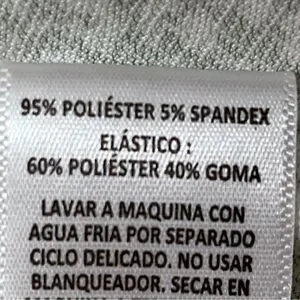 95% POLIÉSTER 5% SPANDEX
ELÁSTICO :
60% POLIÉSTER 40% GOMA
LAVAR A MAQUINA CON
AGUA FRIA POR SEPARADO
CICLO DELICADO. NO USAR
BLANQUEADOR. SECAR EN